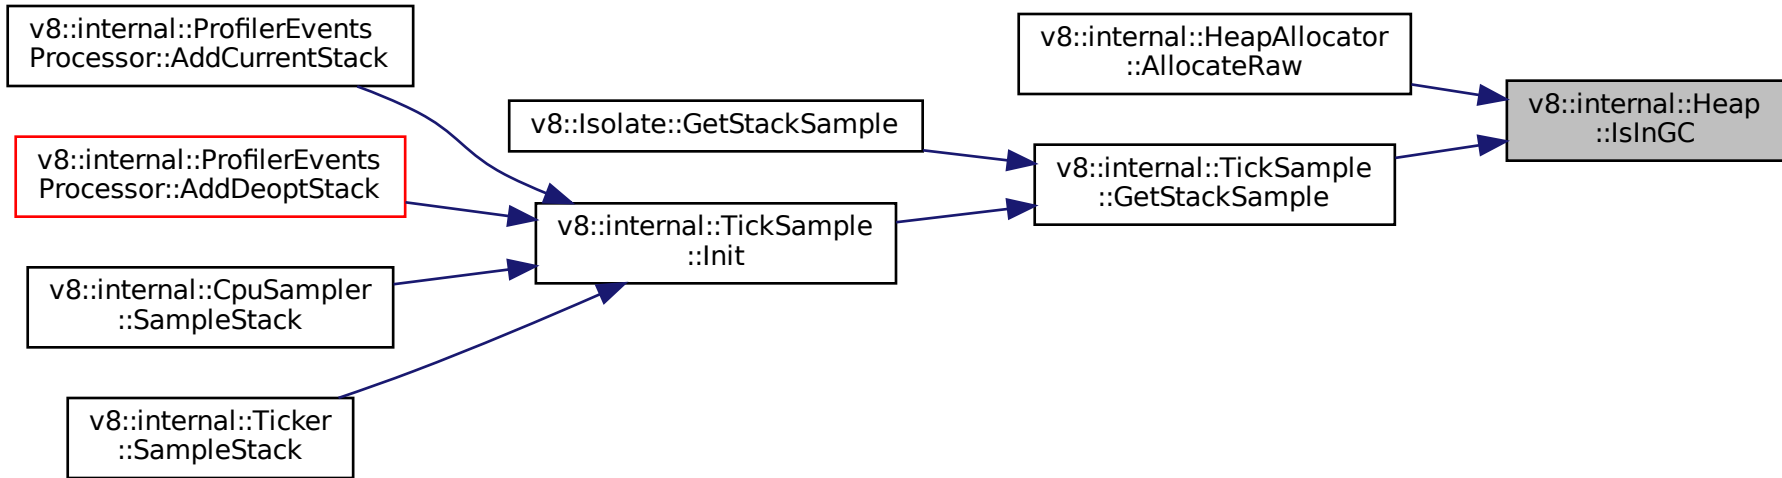 v8::internal::ProfilerEvents
Processor::AddCurrentStack
v8::internal::HeapAllocator
::AllocateRaw
v8::internal::Heap
::IsInGC
v8::Isolate::GetStackSample
v8::internal::ProfilerEvents
Processor::AddDeoptStack
v8::internal::TickSample
::GetStackSample
v8::internal::TickSample
::Init
v8::internal::CpuSampler
::SampleStack
v8::internal::Ticker
::SampleStack